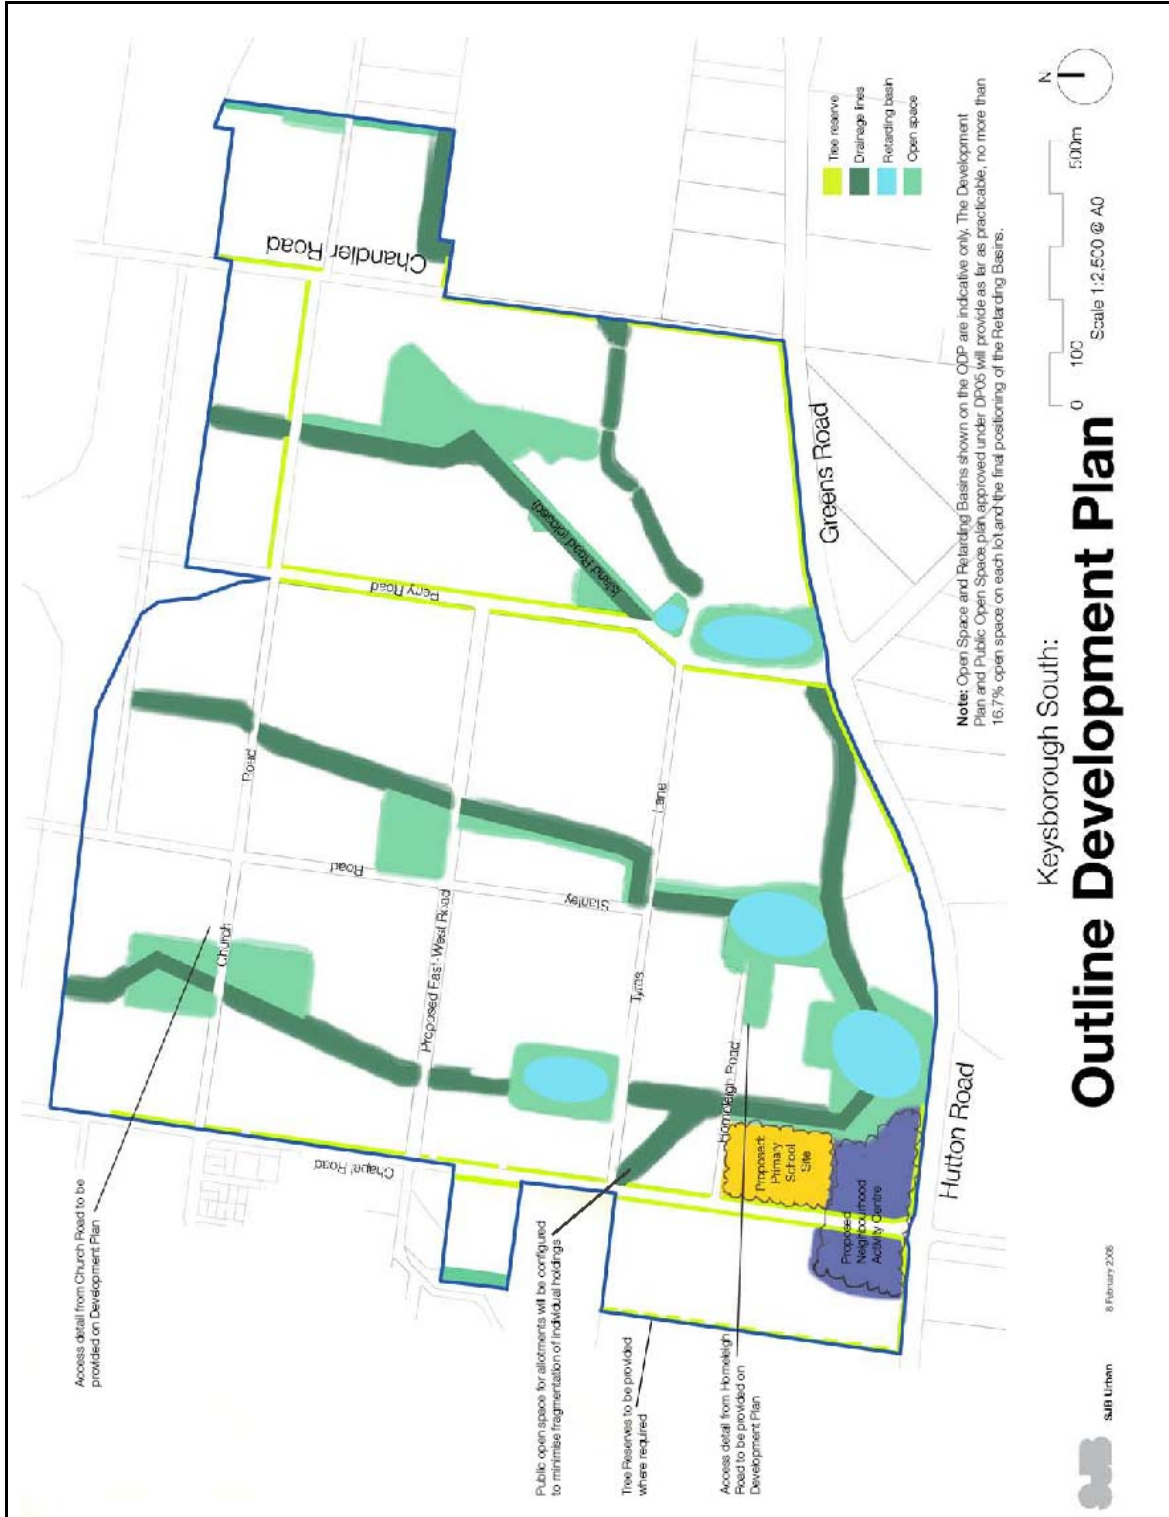 Access detail from Church Road to be
provided on Development Plan
Public open space for allotments will be configured
to minimise fragmentation of individual holdings
Tree Reserves to be provided
where required
Access detail from Homeleigh
Road to be provided on
Development Plan
Chapel Road
Church
Road
Stanley
Road
Proposed East-West Road
Tyres
Lane
Homeleigh Road
Perry Road
Island Road (closed)
Chandler Road
Greens Road
Hutton Road
Proposed
Primary
School
Site
Proposed
Neighbourhood
Activity Centre
Tree reserve
Drainage lines
Retarding basin
Open space
Note: Open Space and Retarding Basins shown on the ODP are indicative only. The Development
Plan and Public Open Space plan approved under DP05 will provide as far as practicable, no more than
16.7% open space on each lot and the final positioning of the Retarding Basins.
Keysborough South:
Outline Development Plan
0 100 500m
Scale 1:2,500 @ A0
N
SJB
SJB Urban